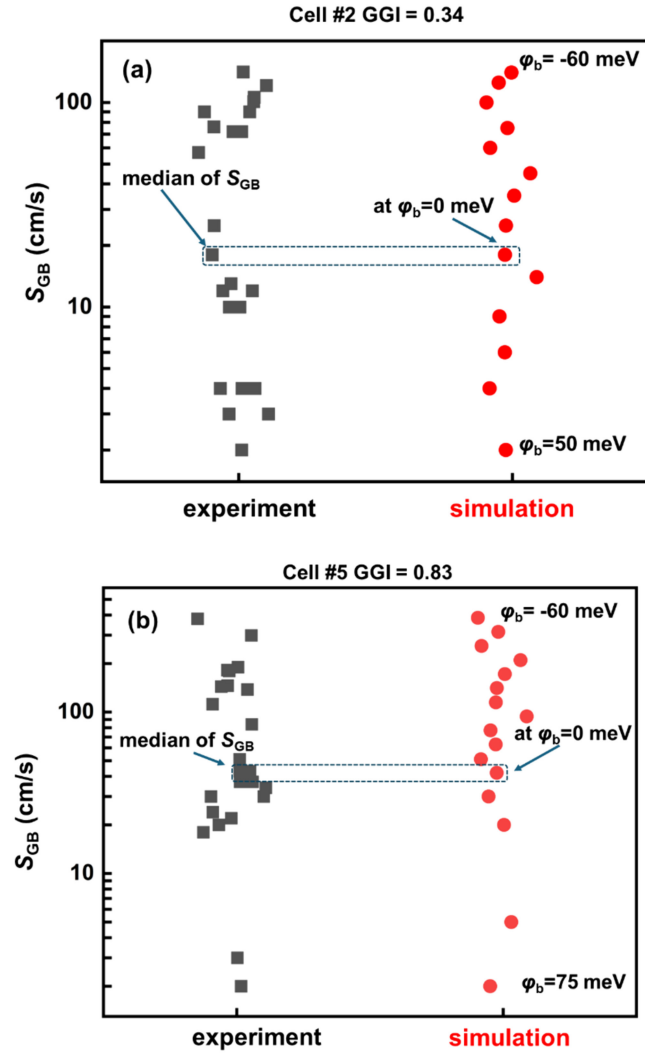 Cell #2 GGI = 0.34
(a)
φb= -60 meV
100
median of SGB
at φb=0 meV
SGB (cm/s)
10
φb=50 meV
experiment
simulation
Cell #5 GGI = 0.83
(b)
φb= -60 meV
100
median of SGB
at φb=0 meV
SGB (cm/s)
10
φb=75 meV
experiment
simulation